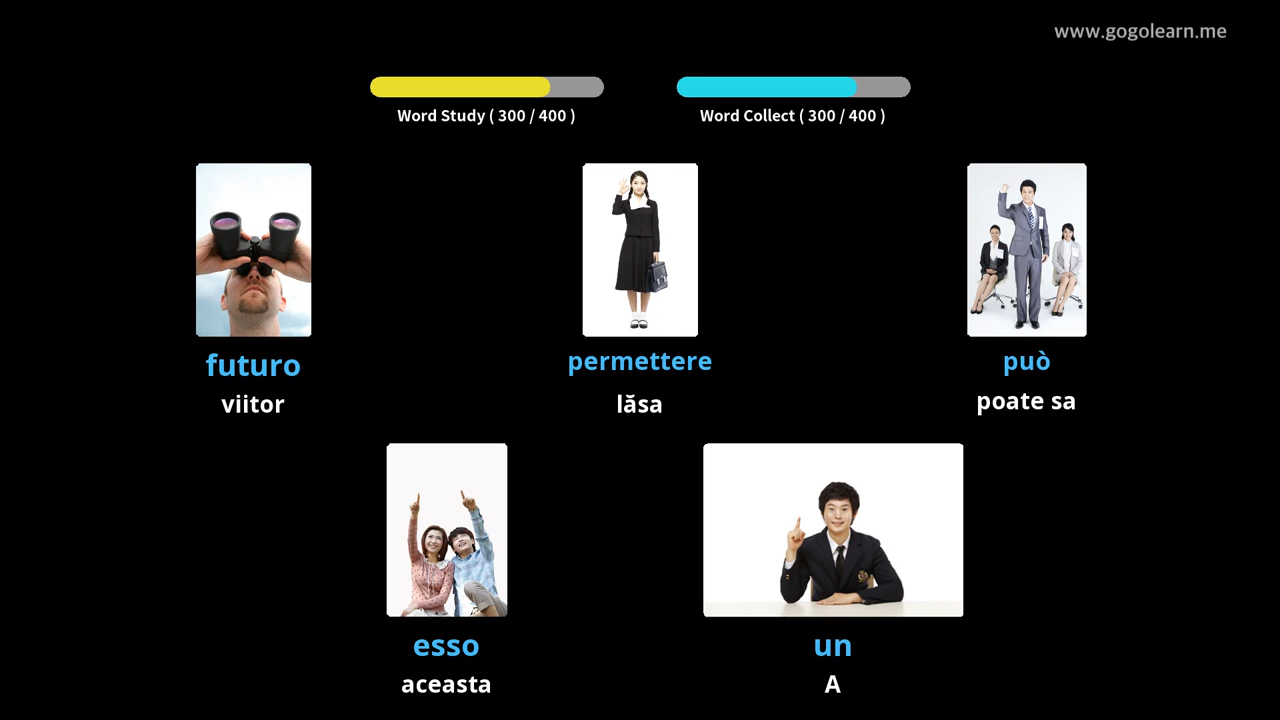 www.gogolearn.me
Word Study ( 300 / 400 )
Word Collect ( 300 / 400 )
futuro
viitor
permettere
lăsa
può
poate sa
esso
aceasta
un
A